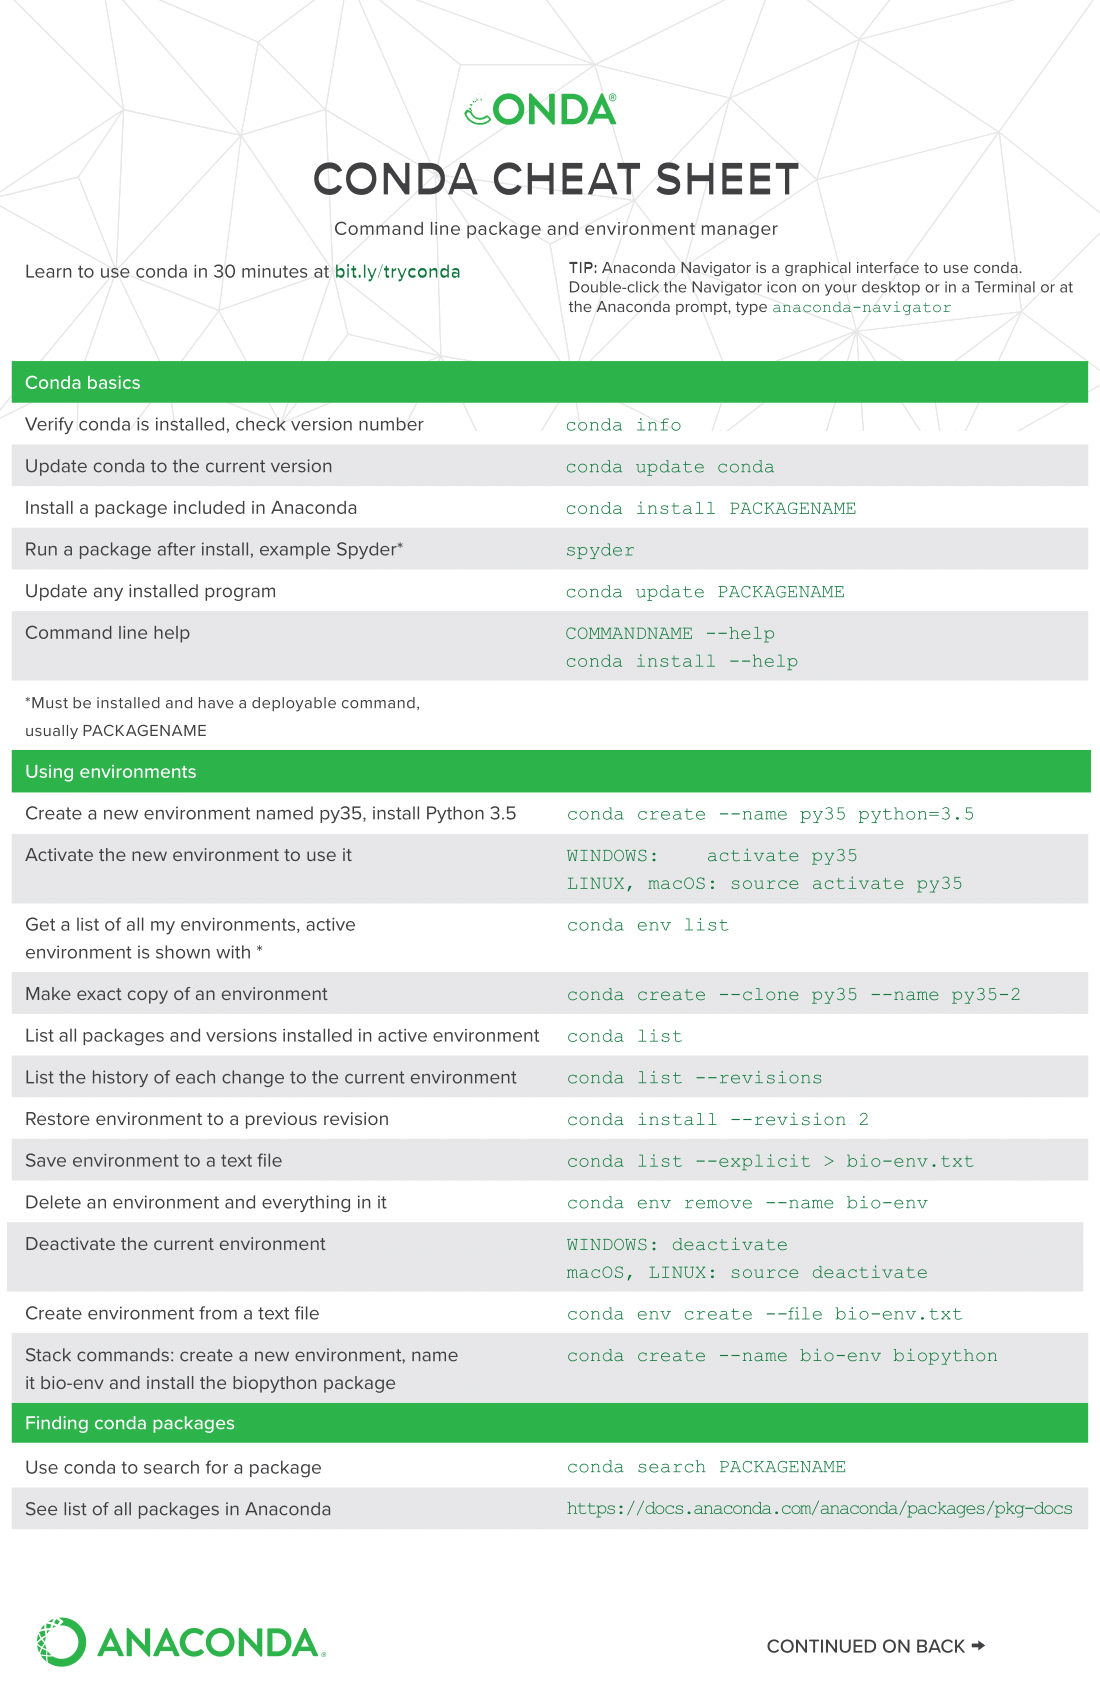 CONDA®
CONDA CHEAT SHEET
Command line package and environment manager
Learn to use conda in 30 minutes at bit.ly/tryconda
TIP: Anaconda Navigator is a graphical interface to use conda.
Double-click the Navigator icon on your desktop or in a Terminal or at
the Anaconda prompt, type anaconda-navigator
Conda basics
Verify conda is installed, check version number conda info
Update conda to the current version conda update conda
Install a package included in Anaconda conda install PACKAGENAME
Run a package after install, example Spyder* spyder
Update any installed program conda update PACKAGENAME
Command line help COMMANDNAME --help
conda install --help
*Must be installed and have a deployable command,
usually PACKAGENAME
Using environments
Create a new environment named py35, install Python 3.5 conda create --name py35 python=3.5
Activate the new environment to use it WINDOWS: activate py35
LINUX, macOS: source activate py35
Get a list of all my environments, active conda env list
environment is shown with *
Make exact copy of an environment conda create --clone py35 --name py35-2
List all packages and versions installed in active environment conda list
List the history of each change to the current environment conda list --revisions
Restore environment to a previous revision conda install --revision 2
Save environment to a text file conda list --explicit > bio-env.txt
Delete an environment and everything in it conda env remove --name bio-env
Deactivate the current environment WINDOWS: deactivate
macOS, LINUX: source deactivate
Create environment from a text file conda env create --file bio-env.txt
Stack commands: create a new environment, name conda create --name bio-env biopython
it bio-env and install the biopython package
Finding conda packages
Use conda to search for a package conda search PACKAGENAME
See list of all packages in Anaconda https://docs.anaconda.com/anaconda/packages/pkg-docs
ANACONDA®
CONTINUED ON BACK →